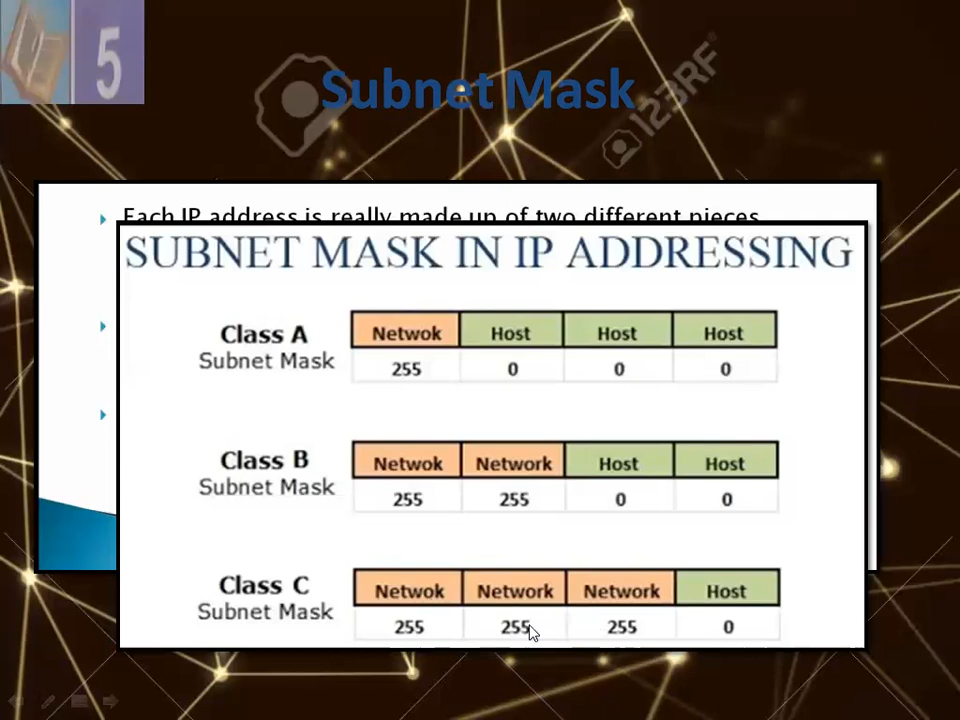 5
Subnet Mask
123RF
Each IP address is really made up of two different pieces
SUBNET MASK IN IP ADDRESSING
Class A Netwok Host Host Host
Subnet Mask 255 0 0 0
Class B Netwok Network Host Host
Subnet Mask 255 255 0 0
Class C Netwok Network Network Host
Subnet Mask 255 255 255 0